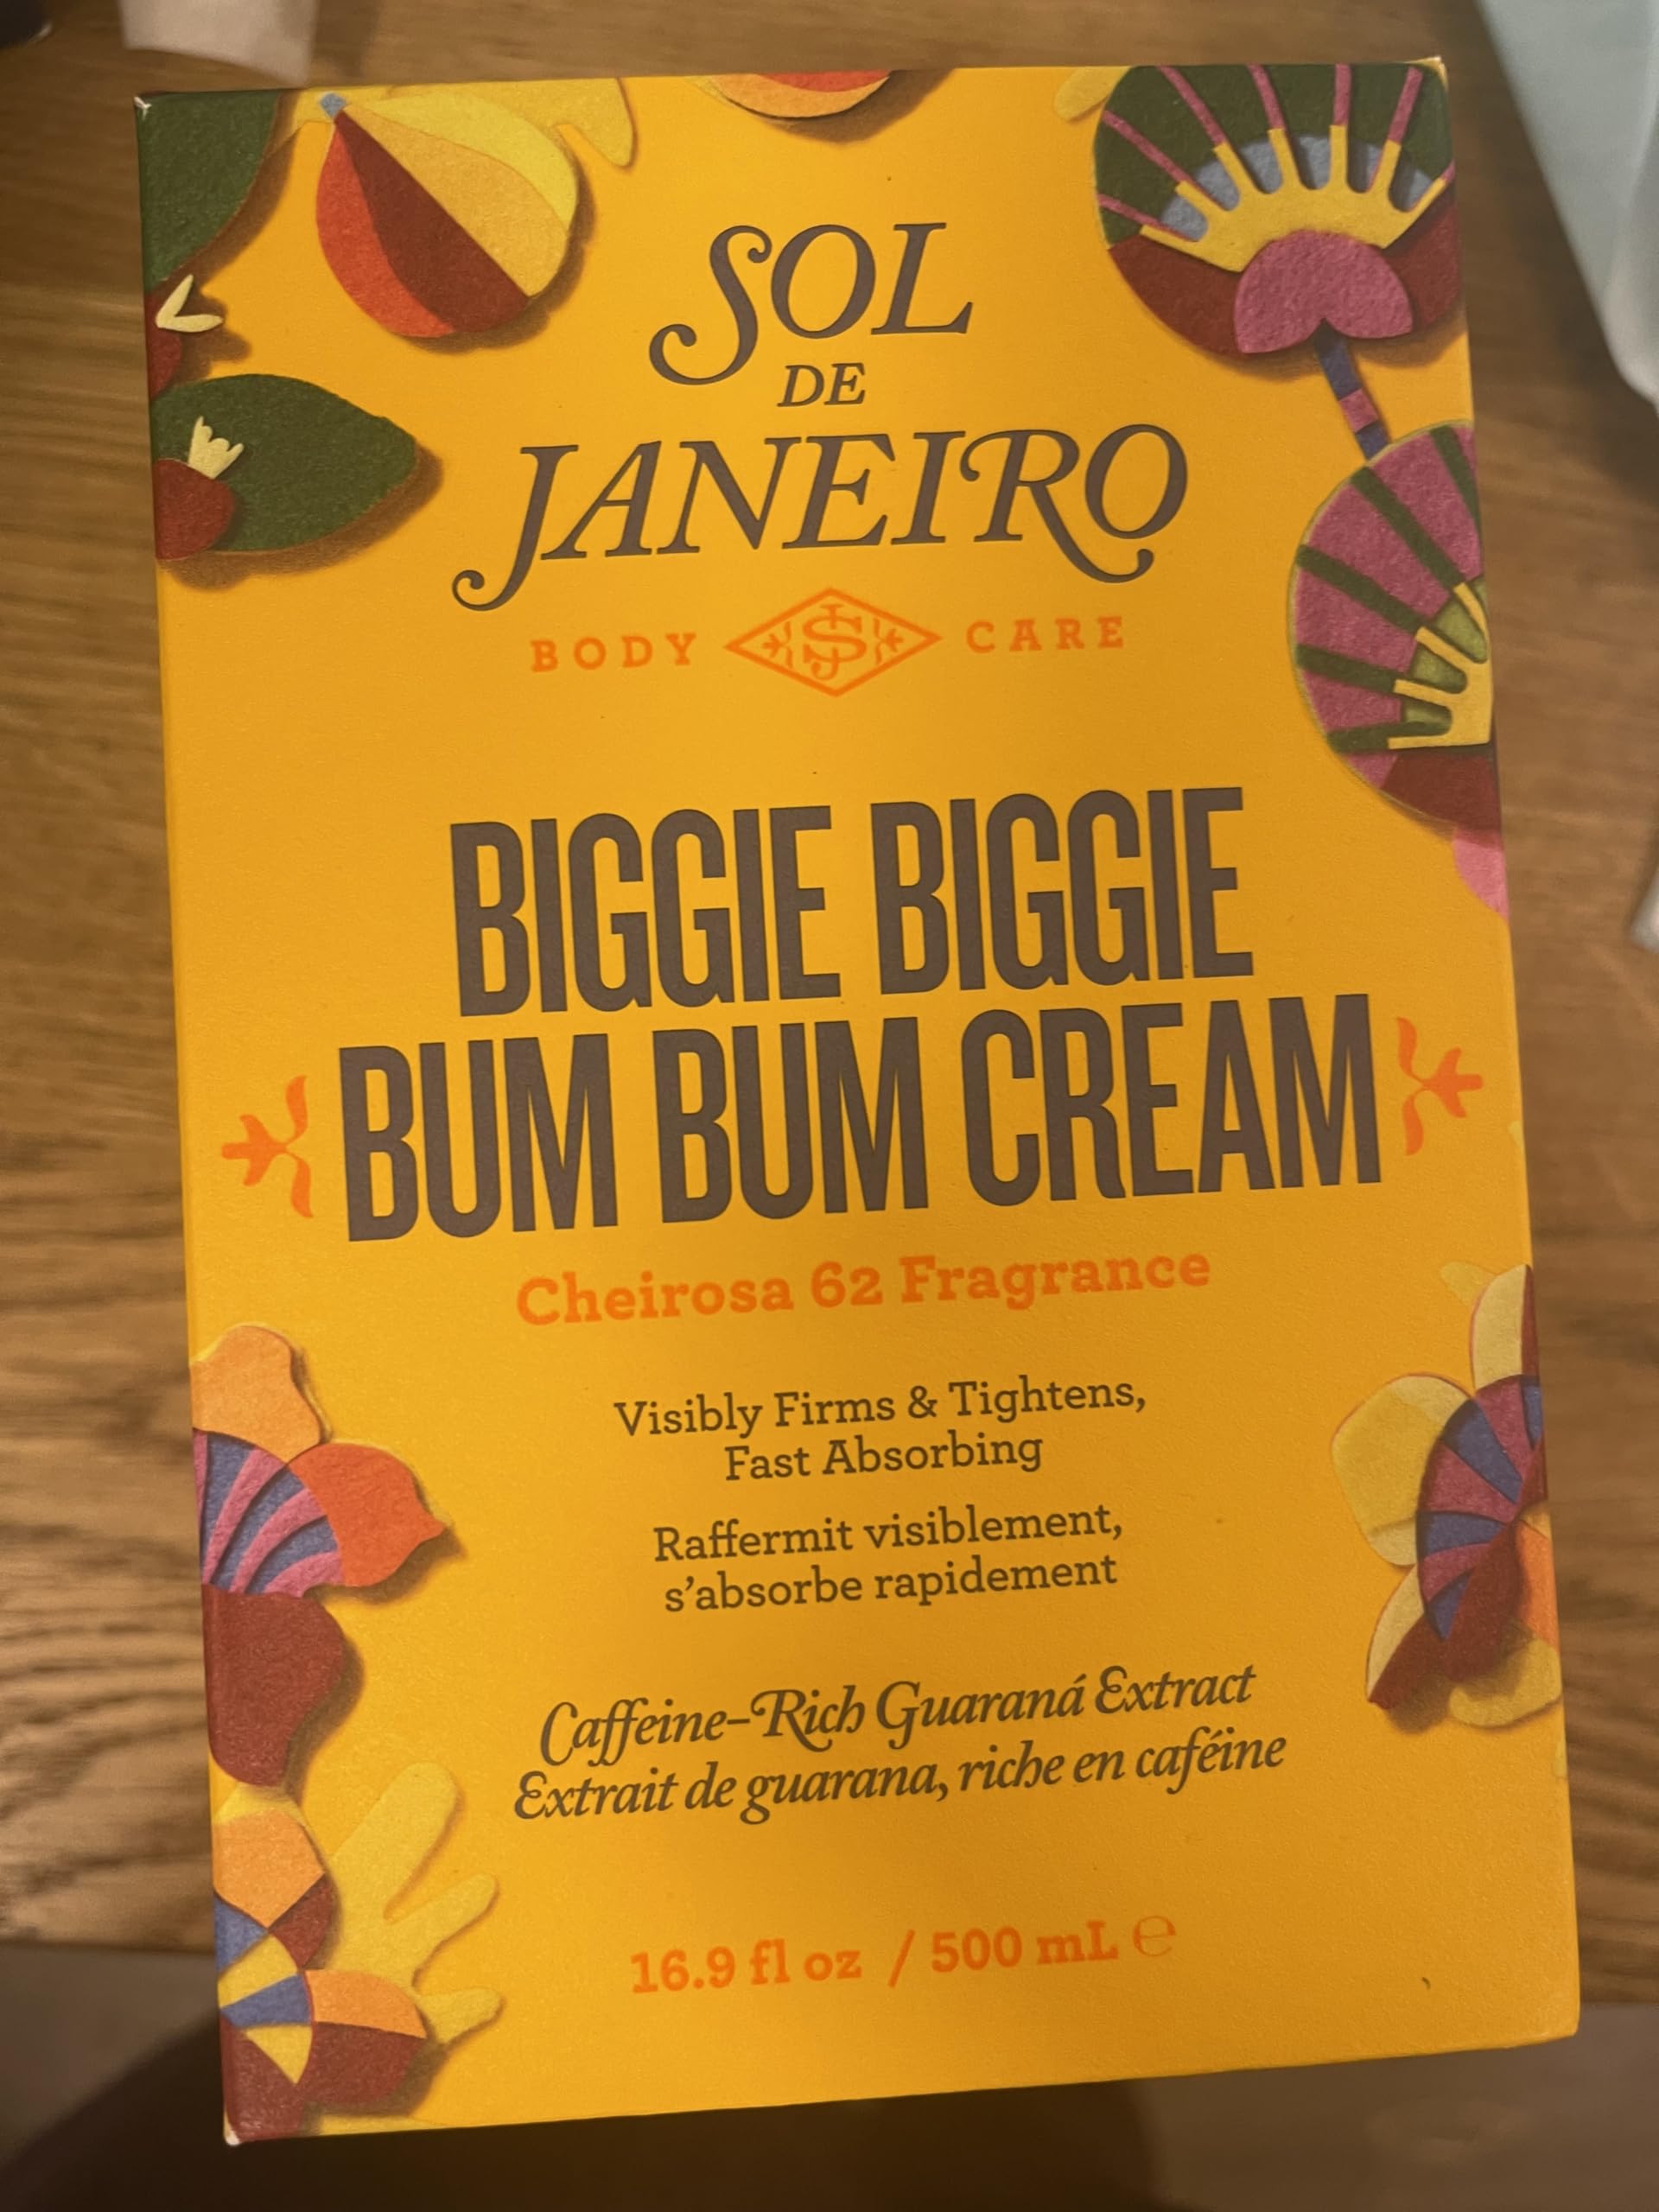 SOL
DE
JANEIRO
BODY SJ CARE
BIGGIE BIGGIE
BUM BUM CREAM
Cheirosa 62 Fragrance
Visibly Firms & Tightens,
Fast Absorbing
Raffermit visiblement,
s'absorbe rapidement
Caffeine-Rich Guaraná Extract
Extrait de guarana, riche en caféine
16.9 fl oz / 500 mL ℮